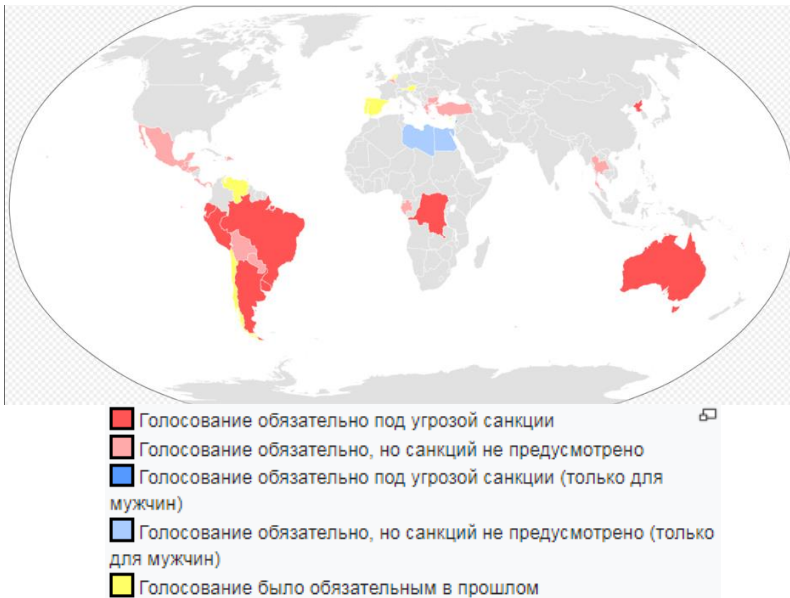 Голосование обязательно под угрозой санкции
Голосование обязательно, но санкций не предусмотрено
Голосование обязательно под угрозой санкции (только для
мужчин)
Голосование обязательно, но санкций не предусмотрено (только
для мужчин)
Голосование было обязательным в прошлом